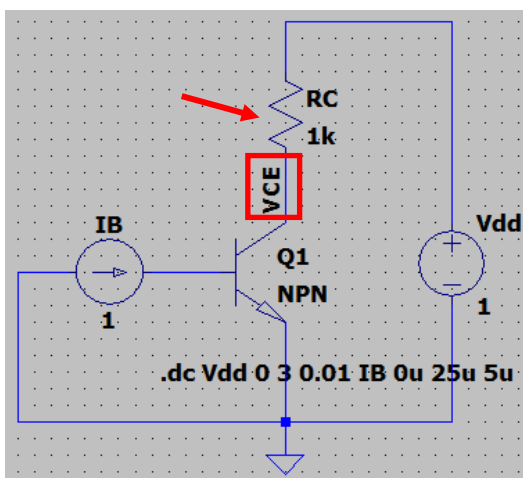 RC
1k
VCE
IB
1
Q1
NPN
Vdd
1
.dc Vdd 0 3 0.01 IB 0u 25u 5u